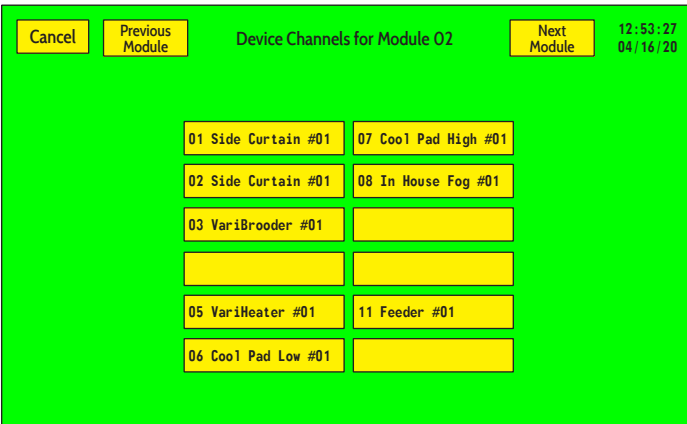 Cancel
Previous
Module
Device Channels for Module 02
Next
Module
12:53:27
04/16/20
01 Side Curtain #01
07 Cool Pad High #01
02 Side Curtain #01
08 In House Fog #01
03 VariBrooder #01
05 VariHeater #01
11 Feeder #01
06 Cool Pad Low #01